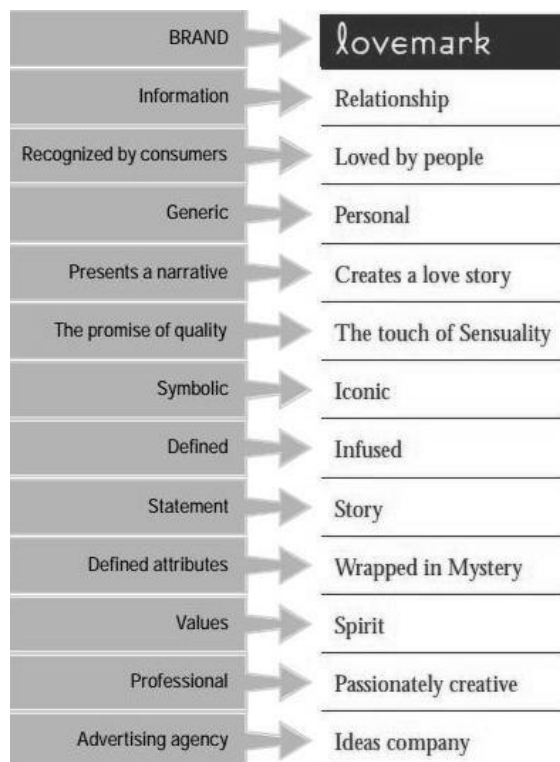 BRAND lovemark
Information Relationship
Recognized by consumers Loved by people
Generic Personal
Presents a narrative Creates a love story
The promise of quality The touch of Sensuality
Symbolic Iconic
Defined Infused
Statement Story
Defined attributes Wrapped in Mystery
Values Spirit
Professional Passionately creative
Advertising agency Ideas company